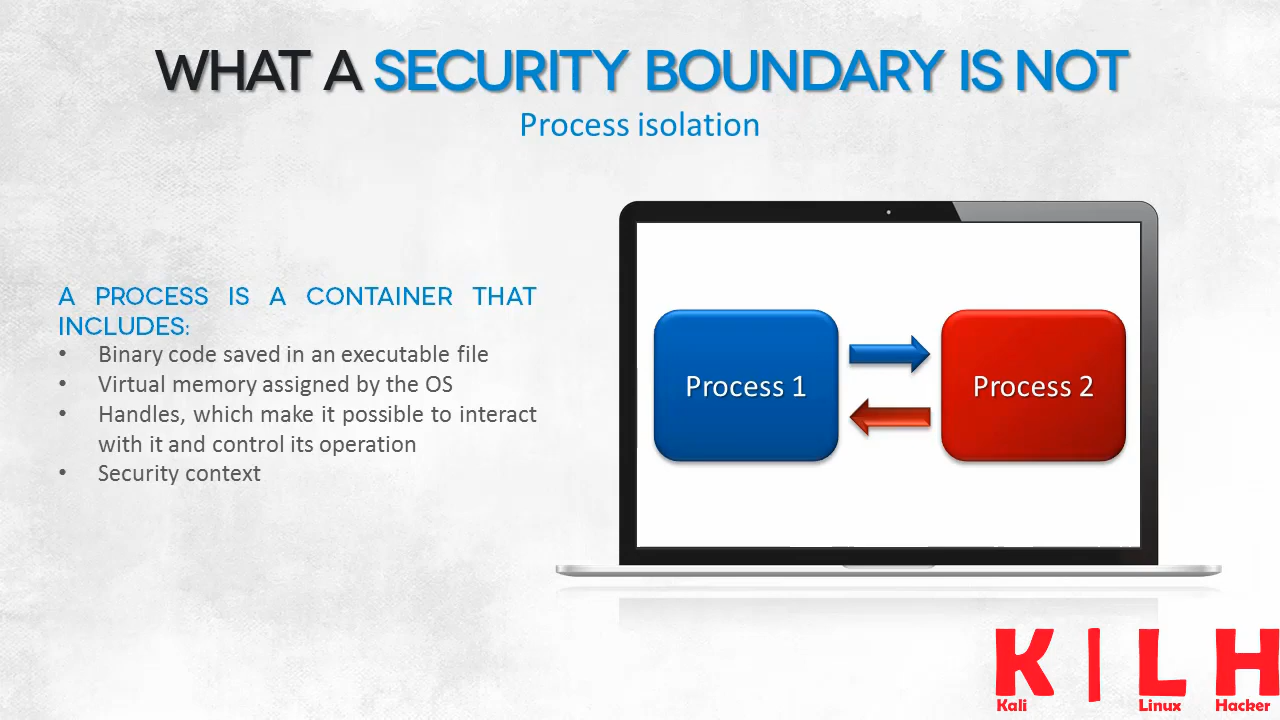 WHAT A SECURITY BOUNDARY IS NOT
Process isolation
A PROCESS IS A CONTAINER THAT
INCLUDES:
• Binary code saved in an executable file
• Virtual memory assigned by the OS
• Handles, which make it possible to interact
with it and control its operation
• Security context
Process 1
Process 2
K | L H
Kali Linux Hacker